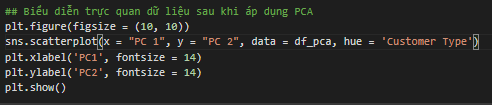 ## Biểu diễn trực quan dữ liệu sau khi áp dụng PCA
plt.figure(figsize = (10, 10))
sns.scatterplot(x = "PC 1", y = "PC 2", data = df_pca, hue = 'Customer Type')
plt.xlabel('PC1', fontsize = 14)
plt.ylabel('PC2', fontsize = 14)
plt.show()